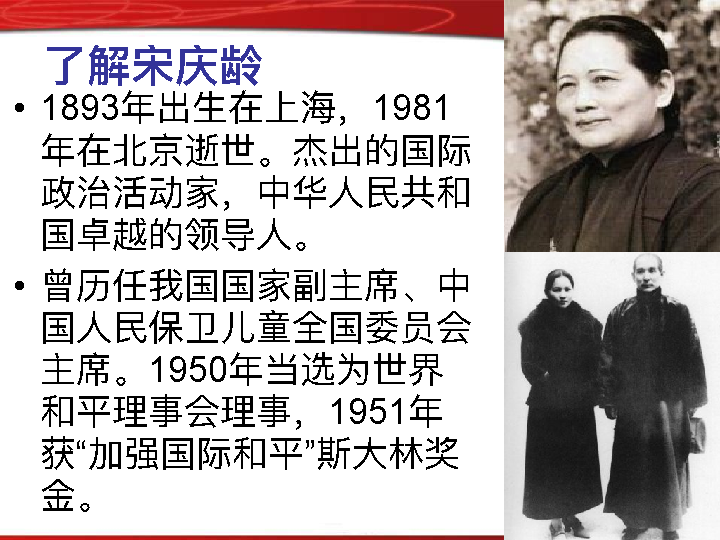 了解宋庆龄
• 1893年出生在上海，1981
年在北京逝世。杰出的国际
政治活动家，中华人民共和
国卓越的领导人。
• 曾历任我国国家副主席、中
国人民保卫儿童全国委员会
主席。1950年当选为世界
和平理事会理事，1951年
获“加强国际和平”斯大林奖
金。